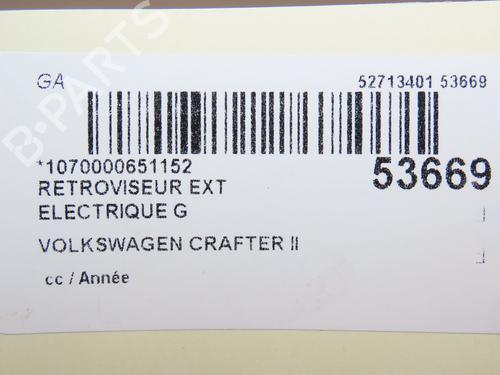 GA
52713401 53669
*1070000651152
53669
RETROVISEUR EXT
ELECTRIQUE G
VOLKSWAGEN CRAFTER II
cc / Année
B-PARTS